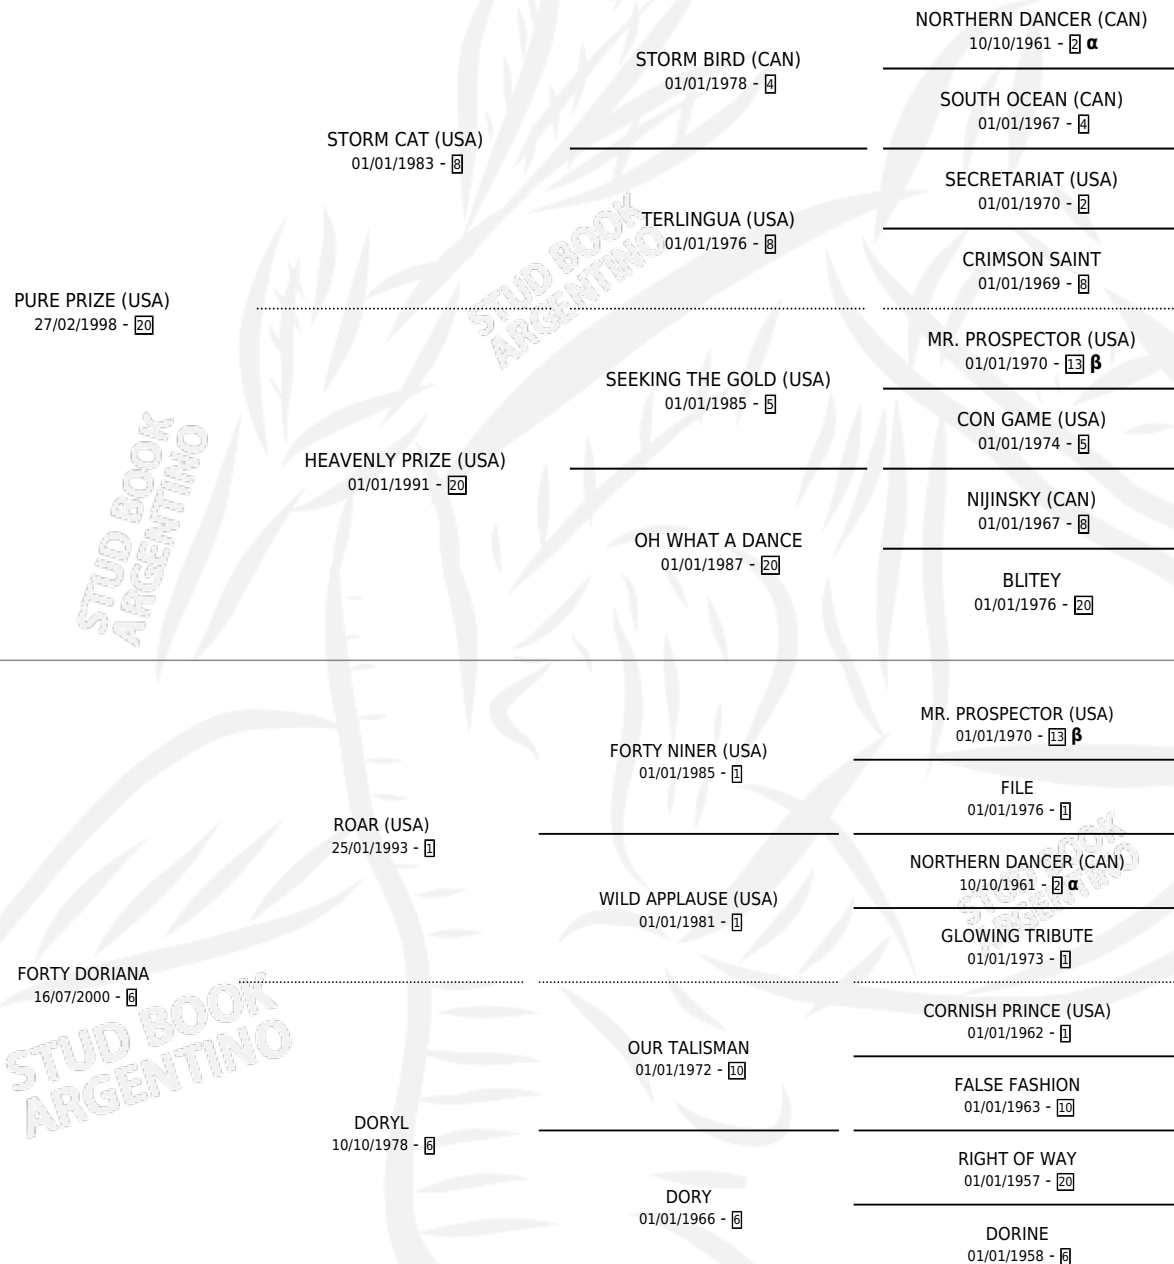 NORTHERN DANCER (CAN)
10/10/1961 - 2 α
STORM BIRD (CAN)
01/01/1978 - 4
SOUTH OCEAN (CAN)
01/01/1967 - 4
STORM CAT (USA)
01/01/1983 - 8
SECRETARIAT (USA)
01/01/1970 - 2
TERLINGUA (USA)
01/01/1976 - 8
CRIMSON SAINT
01/01/1969 - 8
PURE PRIZE (USA)
27/02/1998 - 20
MR. PROSPECTOR (USA)
01/01/1970 - 13 β
SEEKING THE GOLD (USA)
01/01/1985 - 5
CON GAME (USA)
01/01/1974 - 5
HEAVENLY PRIZE (USA)
01/01/1991 - 20
NIJINSKY (CAN)
01/01/1967 - 8
OH WHAT A DANCE
01/01/1987 - 20
BLITEY
01/01/1976 - 20
MR. PROSPECTOR (USA)
01/01/1970 - 13 β
FORTY NINER (USA)
01/01/1985 - 1
FILE
01/01/1976 - 1
ROAR (USA)
25/01/1993 - 1
NORTHERN DANCER (CAN)
10/10/1961 - 2 α
WILD APPLAUSE (USA)
01/01/1981 - 1
GLOWING TRIBUTE
01/01/1973 - 1
FORTY DORIANA
16/07/2000 - 6
CORNISH PRINCE (USA)
01/01/1962 - 1
OUR TALISMAN
01/01/1972 - 10
FALSE FASHION
01/01/1963 - 10
DORYL
10/10/1978 - 6
RIGHT OF WAY
01/01/1957 - 20
DORY
01/01/1966 - 6
DORINE
01/01/1958 - 6
STUD BOOK
ARGENTINO
STUD BOOK
ARGENTINO
STUD BOOK
ARGENTINO
STUD BOOK
ARGENTINO